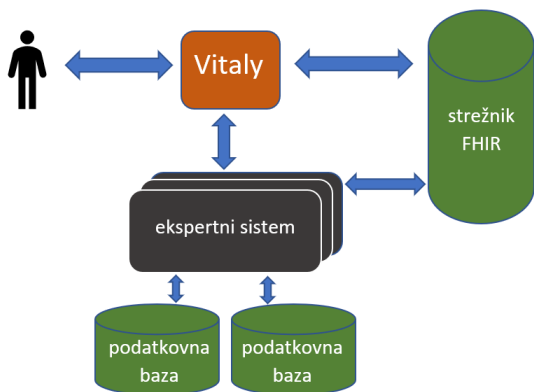 Vitaly
strežnik
FHIR
ekspertni sistem
podatkovna
baza
podatkovna
baza